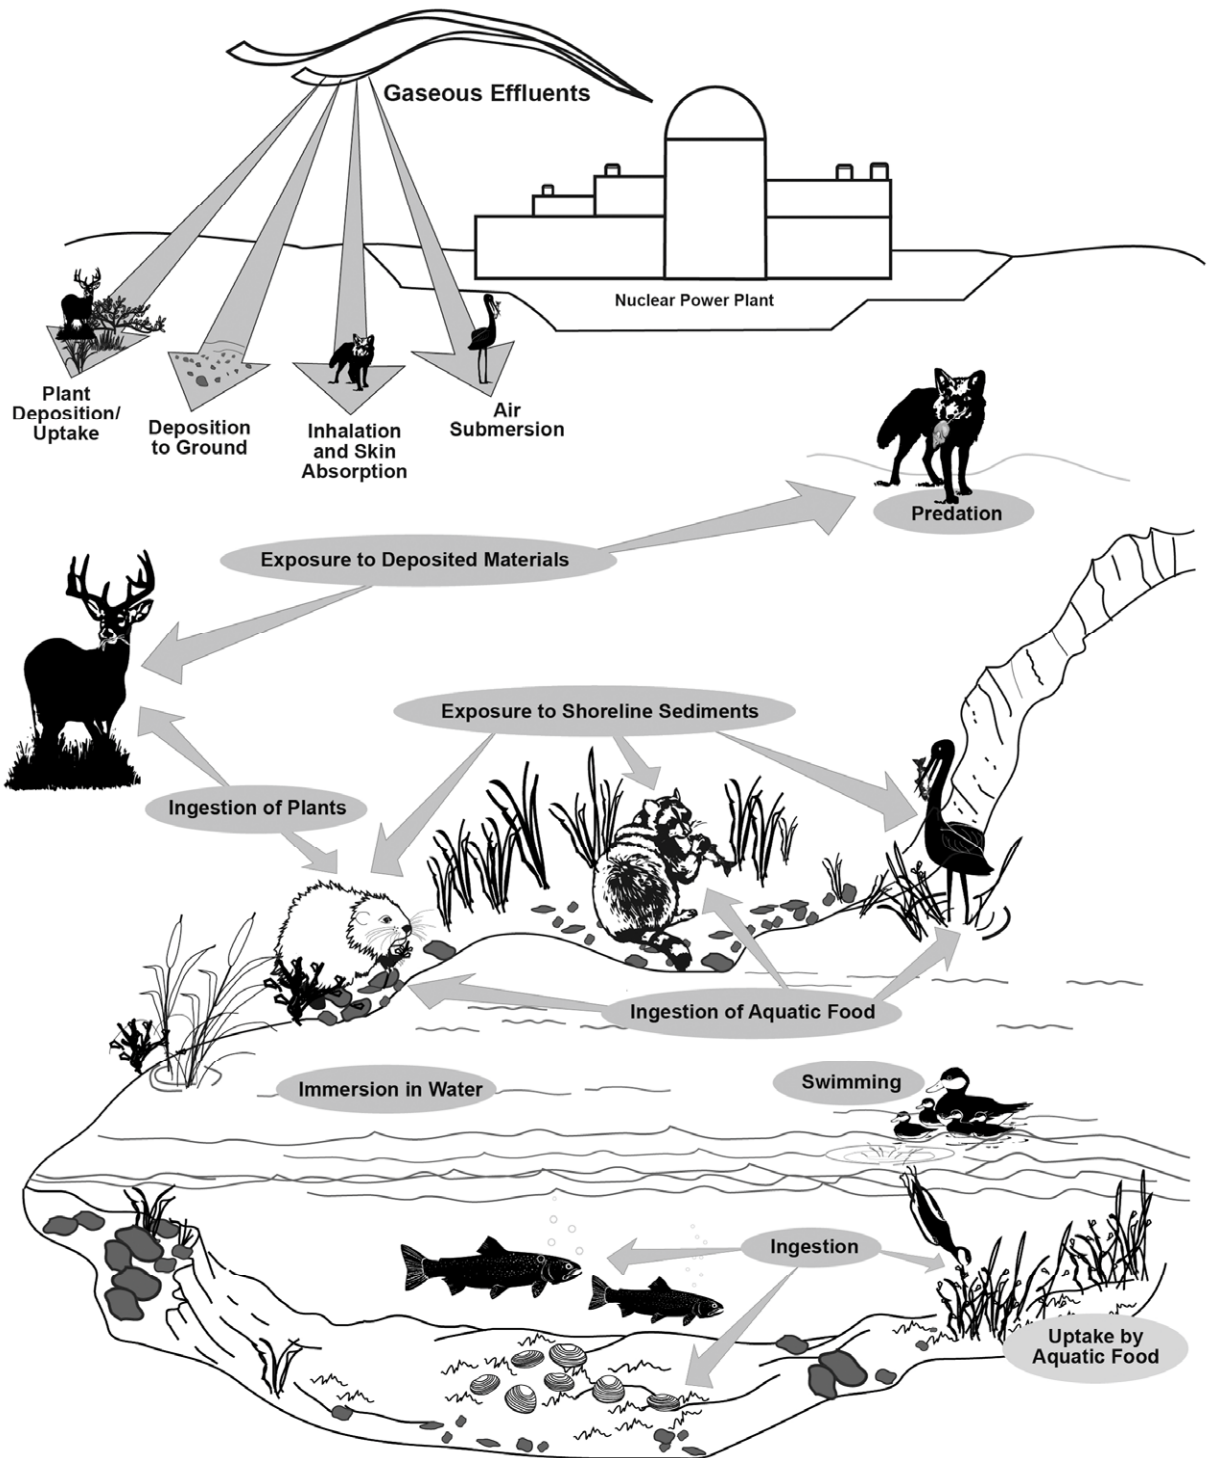 Gaseous Effluents
Nuclear Power Plant
Plant
Deposition/
Uptake
Deposition
to Ground
Inhalation
and Skin
Absorption
Air
Submersion
Predation
Exposure to Deposited Materials
Exposure to Shoreline Sediments
Ingestion of Plants
Ingestion of Aquatic Food
Immersion in Water
Swimming
Ingestion
Uptake by
Aquatic Food